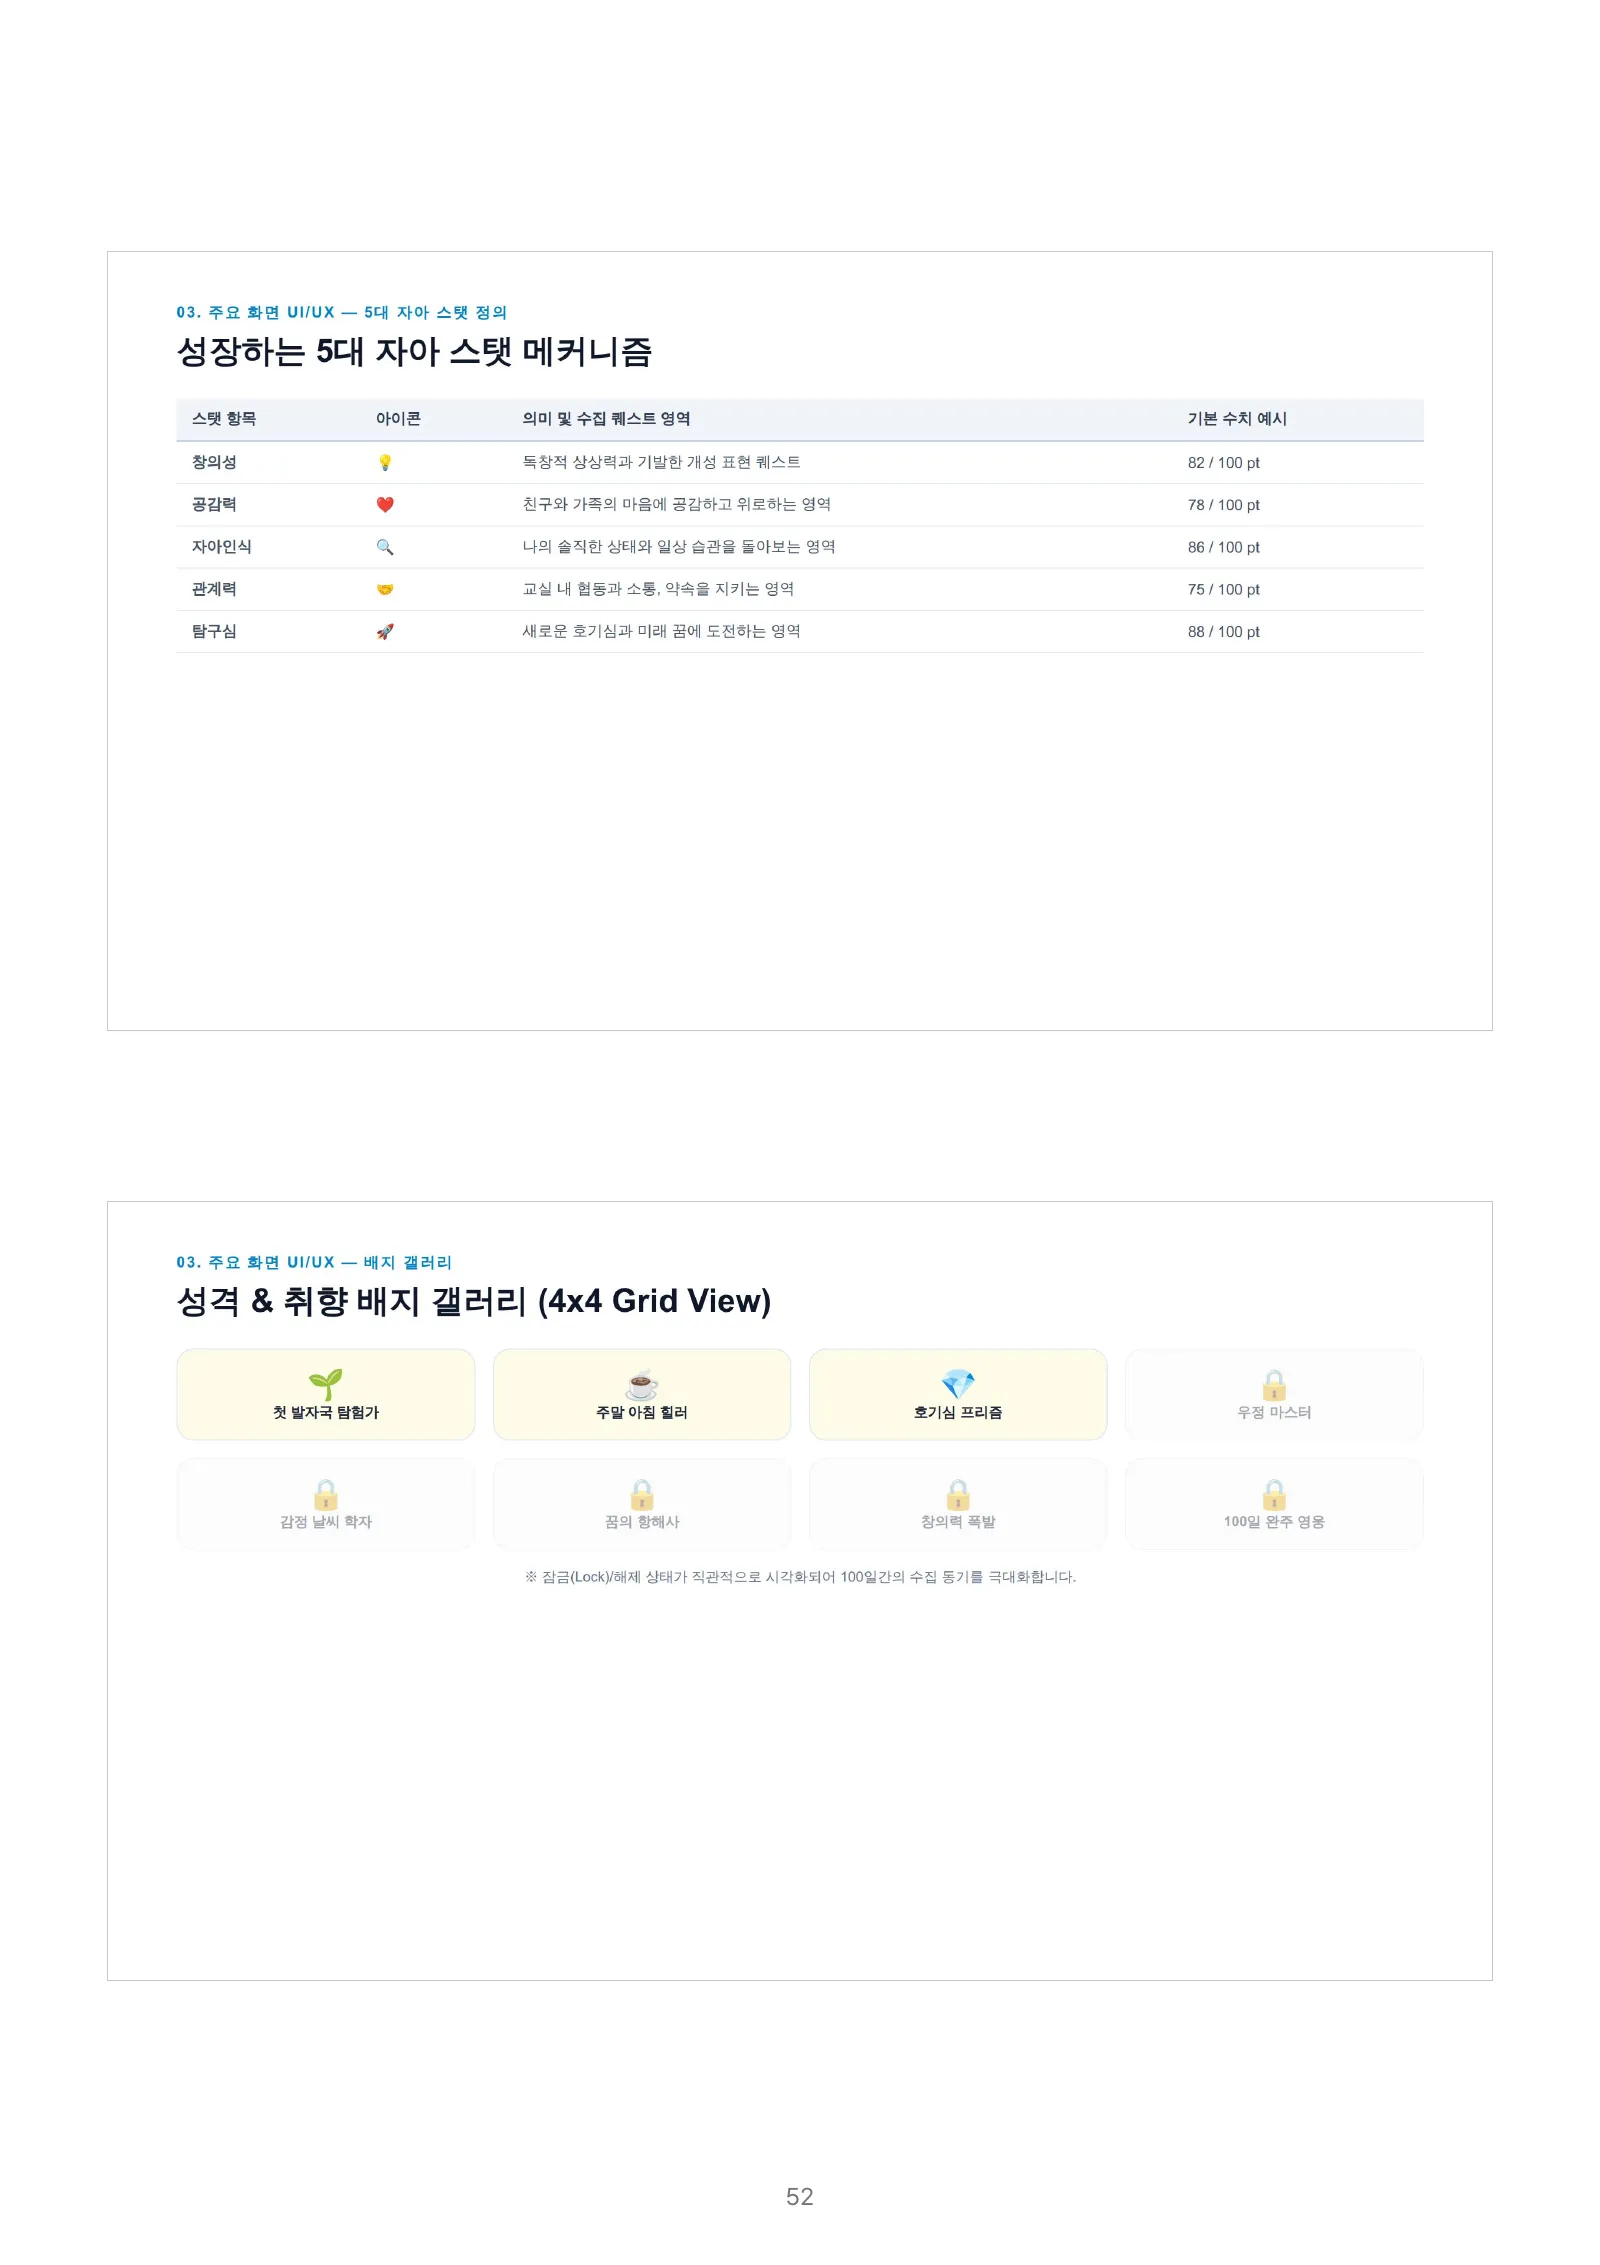 03. 주요 화면 UI/UX — 5대 자아 스탯 정의
성장하는 5대 자아 스탯 메커니즘
스탯 항목 아이콘 의미 및 수집 퀘스트 영역 기본 수치 예시
창의성 💡 독창적 상상력과 기발한 개성 표현 퀘스트 82 / 100 pt
공감력 ❤️ 친구와 가족의 마음에 공감하고 위로하는 영역 78 / 100 pt
자아인식 🔍 나의 솔직한 상태와 일상 습관을 돌아보는 영역 86 / 100 pt
관계력 🤝 교실 내 협동과 소통, 약속을 지키는 영역 75 / 100 pt
탐구심 🚀 새로운 호기심과 미래 꿈에 도전하는 영역 88 / 100 pt
03. 주요 화면 UI/UX — 배지 갤러리
성격 & 취향 배지 갤러리 (4x4 Grid View)
첫 발자국 탐험가 주말 아침 힐러 호기심 프리즘 우정 마스터
감정 날씨 학자 꿈의 항해사 창의력 폭발 100일 완주 영웅
※ 잠금(Lock)/해제 상태가 직관적으로 시각화되어 100일간의 수집 동기를 극대화합니다.
52